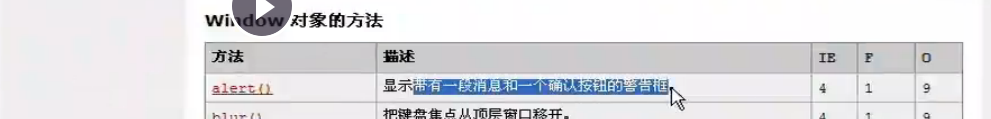 Window 对象的方法
方法 描述 IE F O
alert() 显示带有一段消息和一个确认按钮的警告框。 4 1 9
blur() 把键盘焦点从顶层窗口移开。 4 1 9